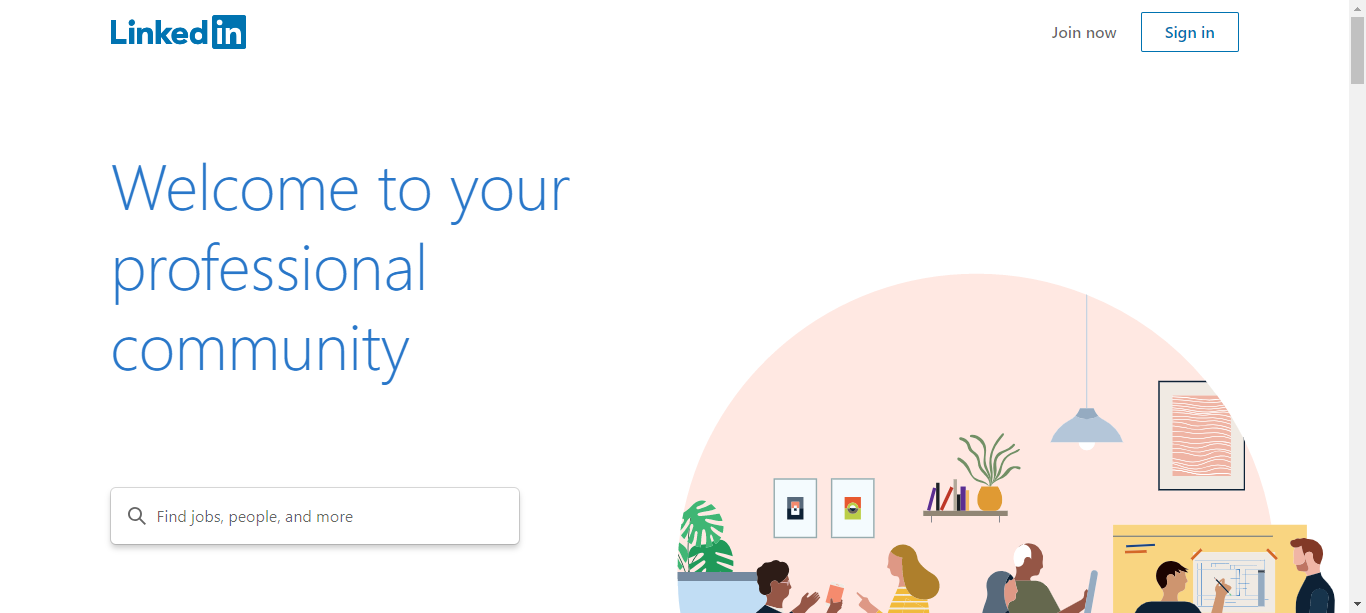 LinkedIn
Join now
Sign in
Welcome to your
professional
community
Find jobs, people, and more